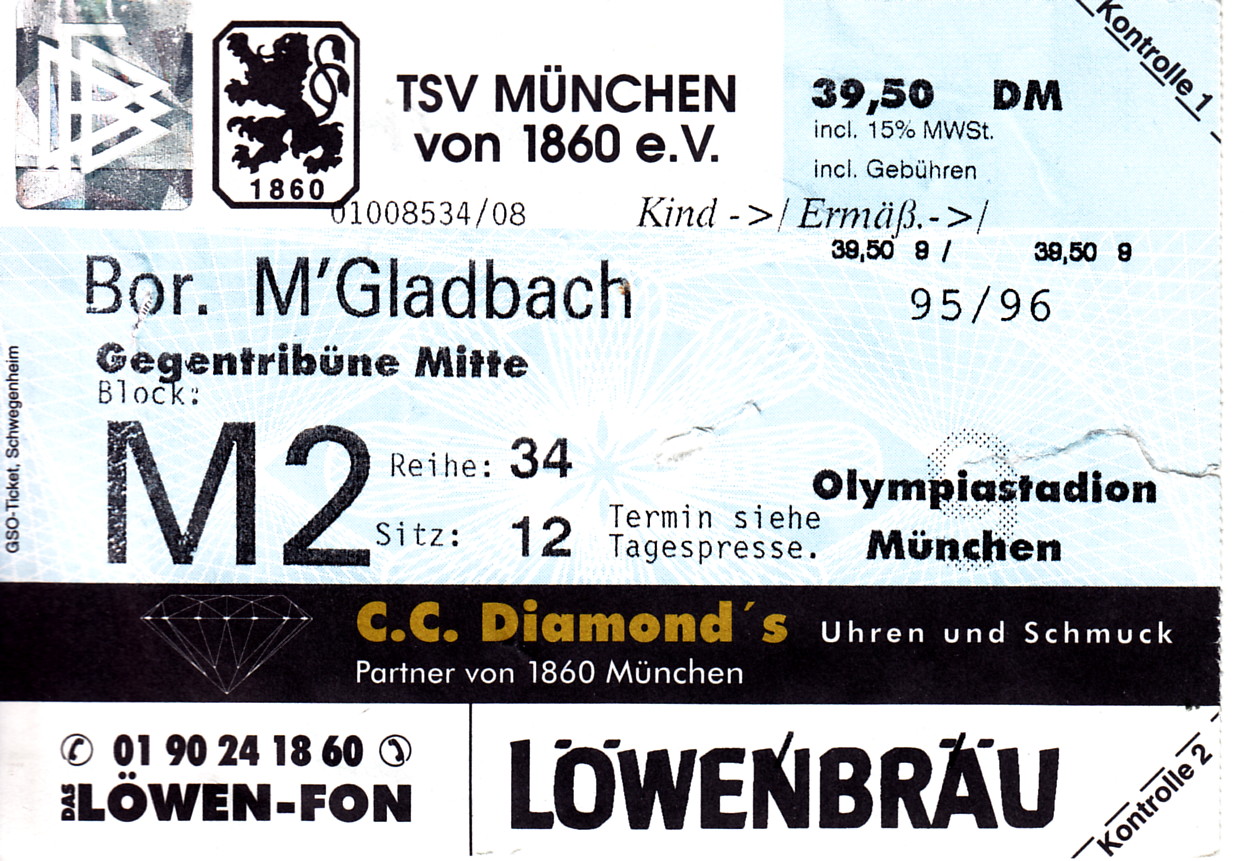 Kontrolle 1
TSV MÜNCHEN
von 1860 e.V.
1860
39,50 DM
incl. 15% MWSt.
incl. Gebühren
01008534/08
Kind ->/ Ermäß.->/
39,50 9 / 39,50 9
Bor. M'Gladbach
95/96
Gegentribüne Mitte
Block:
M2
Reihe: 34
Sitz: 12
Termin siehe
Tagespresse.
Olympiastadion
München
GSO-Ticket, Schwegenheim
C.C. Diamond´s Uhren und Schmuck
Partner von 1860 München
✆ 01 90 24 18 60 ✆
DAS LÖWEN-FON
LÖWENBRÄU
Kontrolle 2